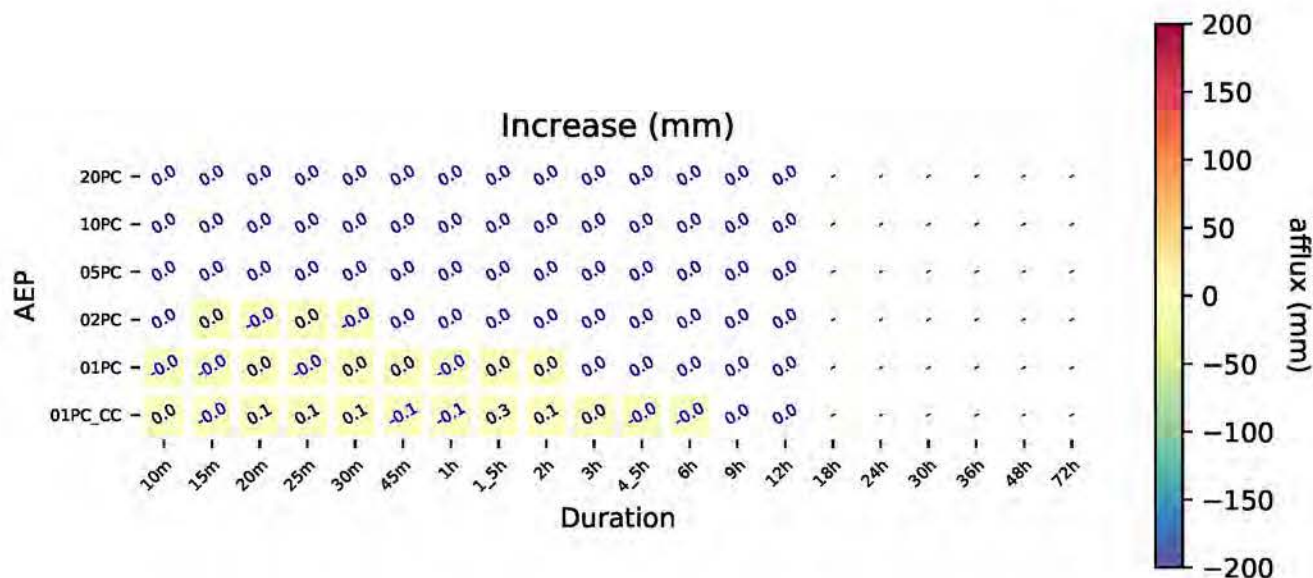 Increase (mm)
20PC 0.0 0.0 0.0 0.0 0.0 0.0 0.0 0.0 0.0 0.0 0.0 0.0 0.0 0.0 - - - - - -
10PC 0.0 0.0 0.0 0.0 0.0 0.0 0.0 0.0 0.0 0.0 0.0 0.0 0.0 0.0 - - - - - -
05PC 0.0 0.0 0.0 0.0 0.0 0.0 0.0 0.0 0.0 0.0 0.0 0.0 0.0 0.0 - - - - - -
02PC 0.0 0.0 -0.0 0.0 -0.0 0.0 0.0 0.0 0.0 0.0 0.0 0.0 0.0 0.0 - - - - - -
01PC -0.0 -0.0 0.0 -0.0 0.0 0.0 -0.0 0.0 0.0 0.0 0.0 0.0 0.0 0.0 - - - - - -
01PC_CC 0.0 -0.0 0.1 0.1 0.1 -0.1 -0.1 0.3 0.1 0.0 -0.0 -0.0 0.0 0.0 - - - - - -
10m 15m 20m 25m 30m 45m 1h 1_5h 2h 3h 4_5h 6h 9h 12h 18h 24h 30h 36h 48h 72h
Duration
AEP
200
150
100
50
0
−50
−100
−150
−200
afflux (mm)